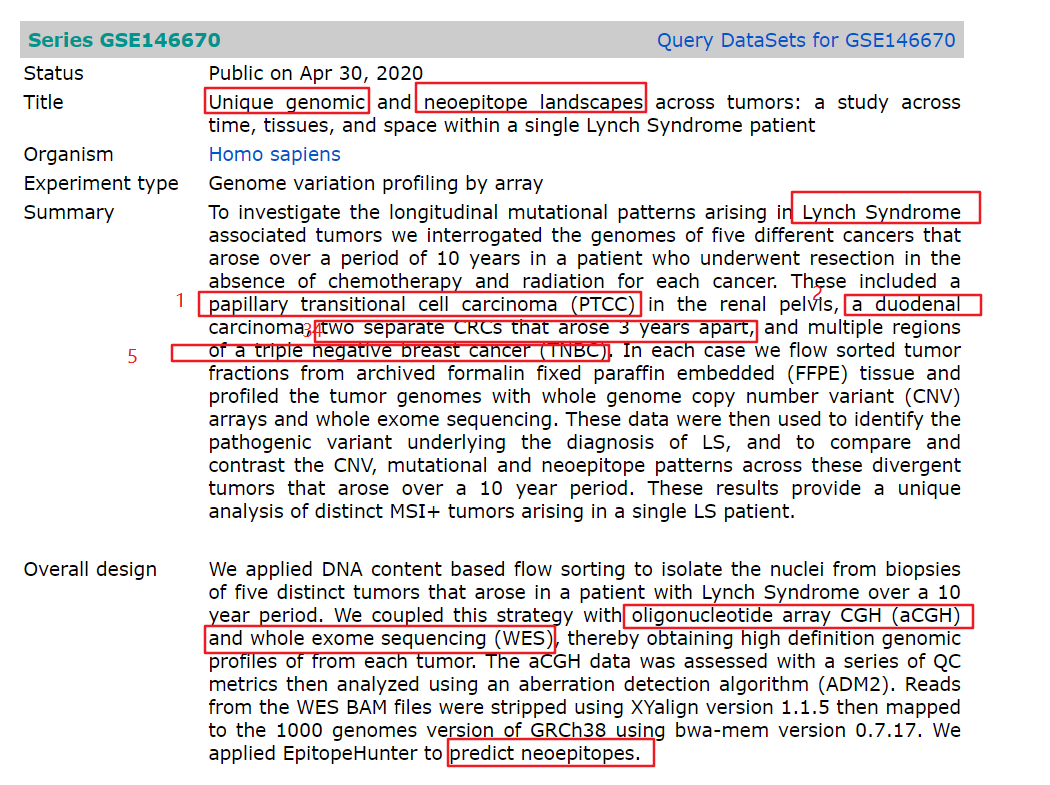 Series GSE146670 Query DataSets for GSE146670
Status Public on Apr 30, 2020
Title Unique genomic and neoepitope landscapes across tumors: a study across
time, tissues, and space within a single Lynch Syndrome patient
Organism Homo sapiens
Experiment type Genome variation profiling by array
Summary To investigate the longitudinal mutational patterns arising in Lynch Syndrome
associated tumors we interrogated the genomes of five different cancers that
arose over a period of 10 years in a patient who underwent resection in the
absence of chemotherapy and radiation for each cancer. These included a
1 papillary transitional cell carcinoma (PTCC) in the renal pelvis, 2 a duodenal
carcinoma, 34 two separate CRCs that arose 3 years apart, and multiple regions
5 of a triple negative breast cancer (TNBC). In each case we flow sorted tumor
fractions from archived formalin fixed paraffin embedded (FFPE) tissue and
profiled the tumor genomes with whole genome copy number variant (CNV)
arrays and whole exome sequencing. These data were then used to identify the
pathogenic variant underlying the diagnosis of LS, and to compare and
contrast the CNV, mutational and neoepitope patterns across these divergent
tumors that arose over a 10 year period. These results provide a unique
analysis of distinct MSI+ tumors arising in a single LS patient.
Overall design We applied DNA content based flow sorting to isolate the nuclei from biopsies
of five distinct tumors that arose in a patient with Lynch Syndrome over a 10
year period. We coupled this strategy with oligonucleotide array CGH (aCGH)
and whole exome sequencing (WES), thereby obtaining high definition genomic
profiles of from each tumor. The aCGH data was assessed with a series of QC
metrics then analyzed using an aberration detection algorithm (ADM2). Reads
from the WES BAM files were stripped using XYalign version 1.1.5 then mapped
to the 1000 genomes version of GRCh38 using bwa-mem version 0.7.17. We
applied EpitopeHunter to predict neoepitopes.